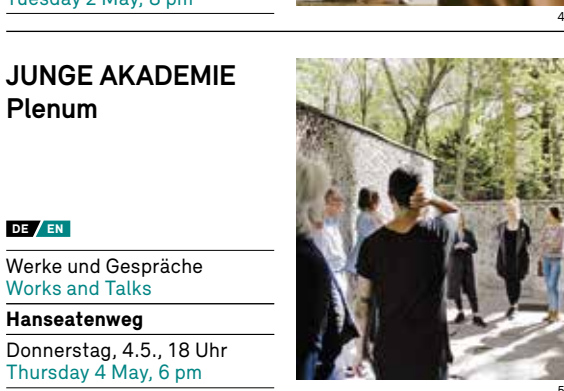 Tuesday 2 May, 8 pm
4
JUNGE AKADEMIE
Plenum
DE / EN
Werke und Gespräche
Works and Talks
Hanseatenweg
Donnerstag, 4.5., 18 Uhr
Thursday 4 May, 6 pm
5